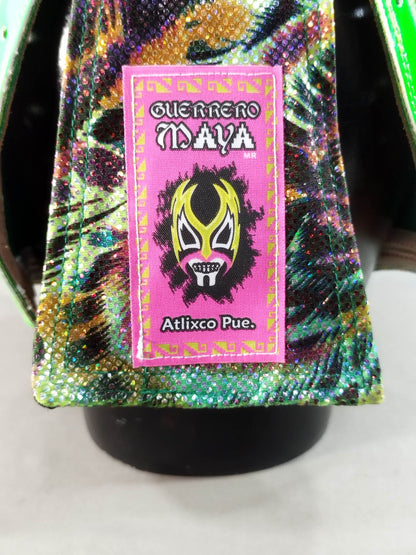 GUERRERO
MAYA
MR
Atlixco Pue.